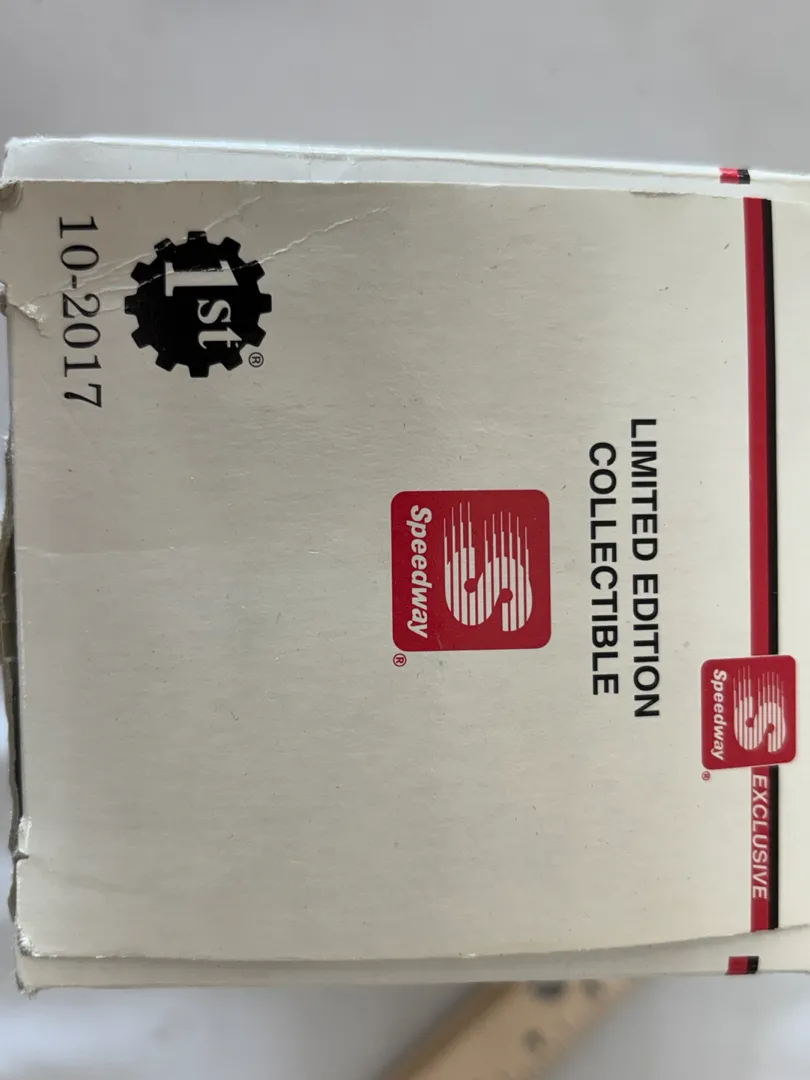 Speedway®
EXCLUSIVE
LIMITED EDITION
COLLECTIBLE
Speedway®
1st®
10-2017